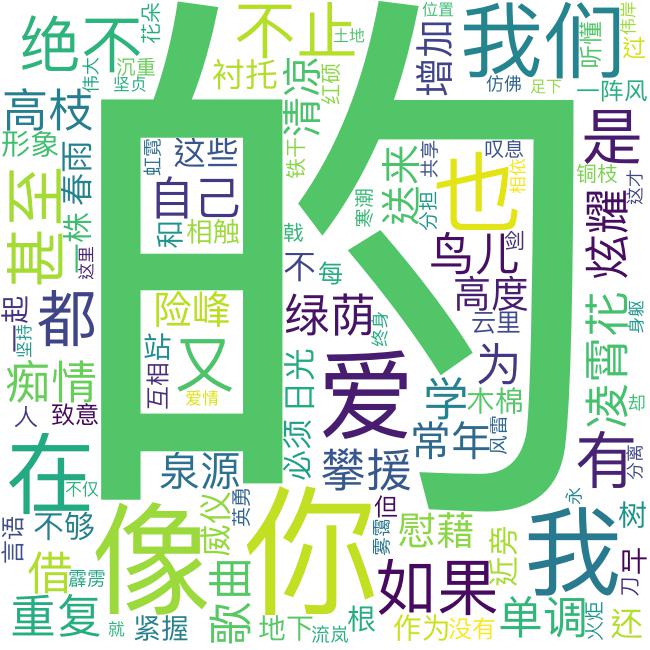 的
绝不
花朵
不止
我们
位置
伟岸
土地
听懂
过
伟大
沉重
坚贞
衬托
清凉
红硕
增加
仿佛
足下
一阵风
高枝
形象
春雨
虹霓
这些
铁干
送来
共享
叹息
铜枝
是
甚至
株
自己
也
相依
这才
炫耀
这里
和
相触
戟
寒潮
分担
鸟儿
剑
不
每
高度
云里
身躯
一起
坚持
都
险峰
绿荫
终身
凌霄花
站
互相
又
日光
爱
为
却
痴情
人
致意
爱情
必须
学
木棉
常年
风雷
在
泉源
攀援
有
分离
不仅
言语
不够
像
威仪
英勇
你
但
雾霭
慰藉
近旁
我
永
树
借
霹雳
如果
叶
刀
重复
就
紧握
歌曲
地下
流岚
根
作为
没有
单调
火炬
还